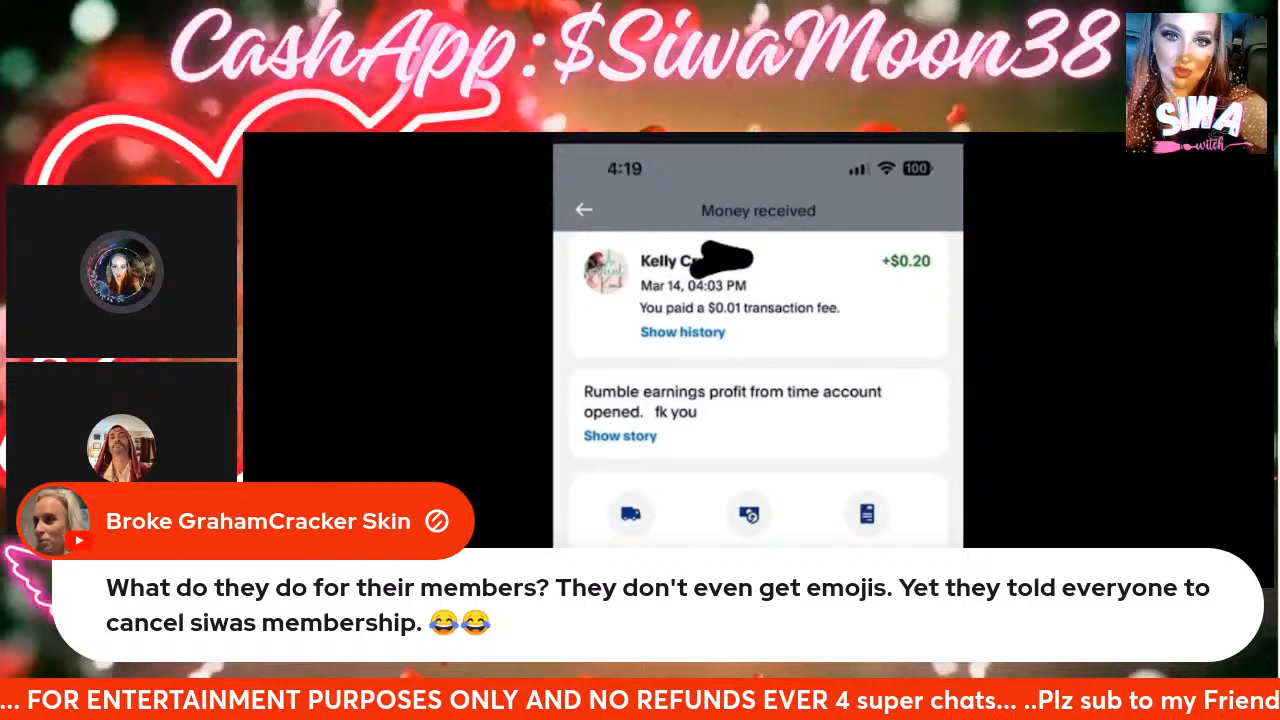 CashApp:$SiwaMoon38
SIWA
witch
4:19
100
Money received
Kelly C
+$0.20
Mar 14, 04:03 PM
You paid a $0.01 transaction fee.
Show history
Rumble earnings profit from time account
opened. fk you
Show story
Broke GrahamCracker Skin
What do they do for their members? They don't even get emojis. Yet they told everyone to
cancel siwas membership. 😂😂
... FOR ENTERTAINMENT PURPOSES ONLY AND NO REFUNDS EVER 4 super chats... ..Plz sub to my Friend